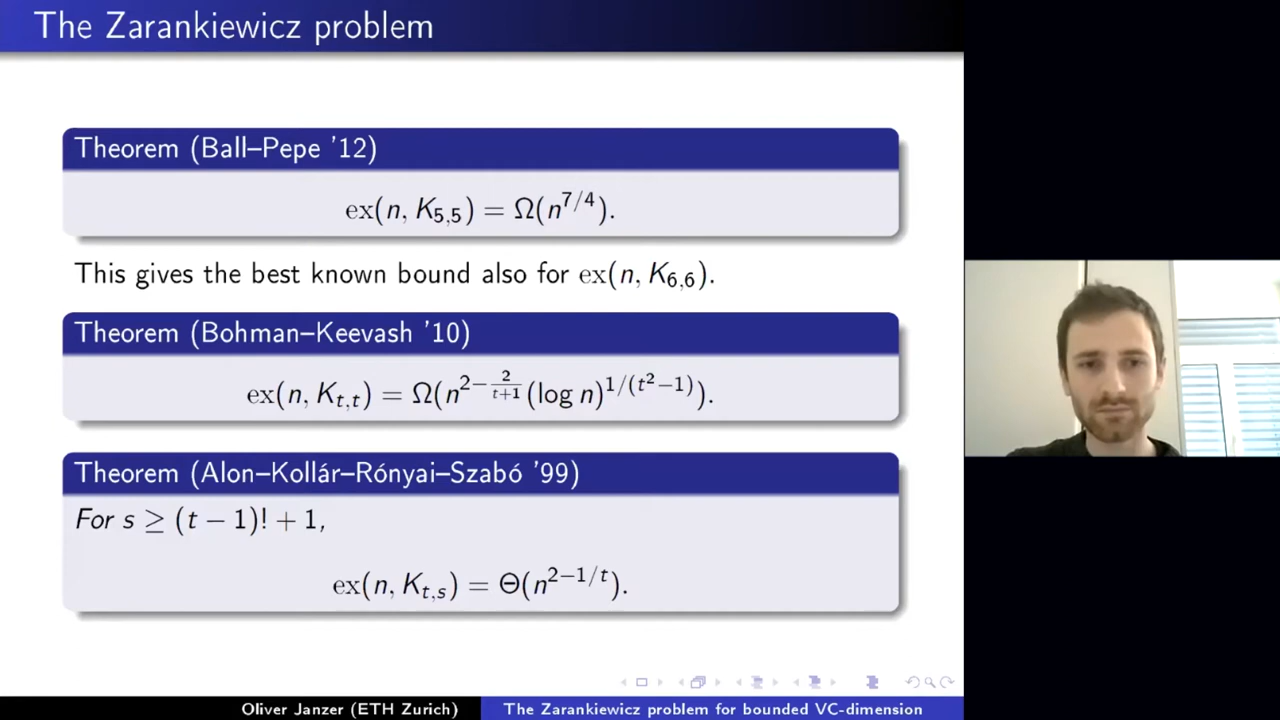 The Zarankiewicz problem
Theorem (Ball–Pepe '12)
ex(n, K₅,₅) = Ω(n^{7/4}).
This gives the best known bound also for ex(n, K₆,₆).
Theorem (Bohman–Keevash '10)
ex(n, K_{t,t}) = Ω(n^{2−\frac{2}{t+1}}(log n)^{1/(t²−1)}).
Theorem (Alon–Kollár–Rónyai–Szabó '99)
For s ≥ (t − 1)! + 1,
ex(n, K_{t,s}) = Θ(n^{2−1/t}).
Oliver Janzer (ETH Zurich) The Zarankiewicz problem for bounded VC-dimension